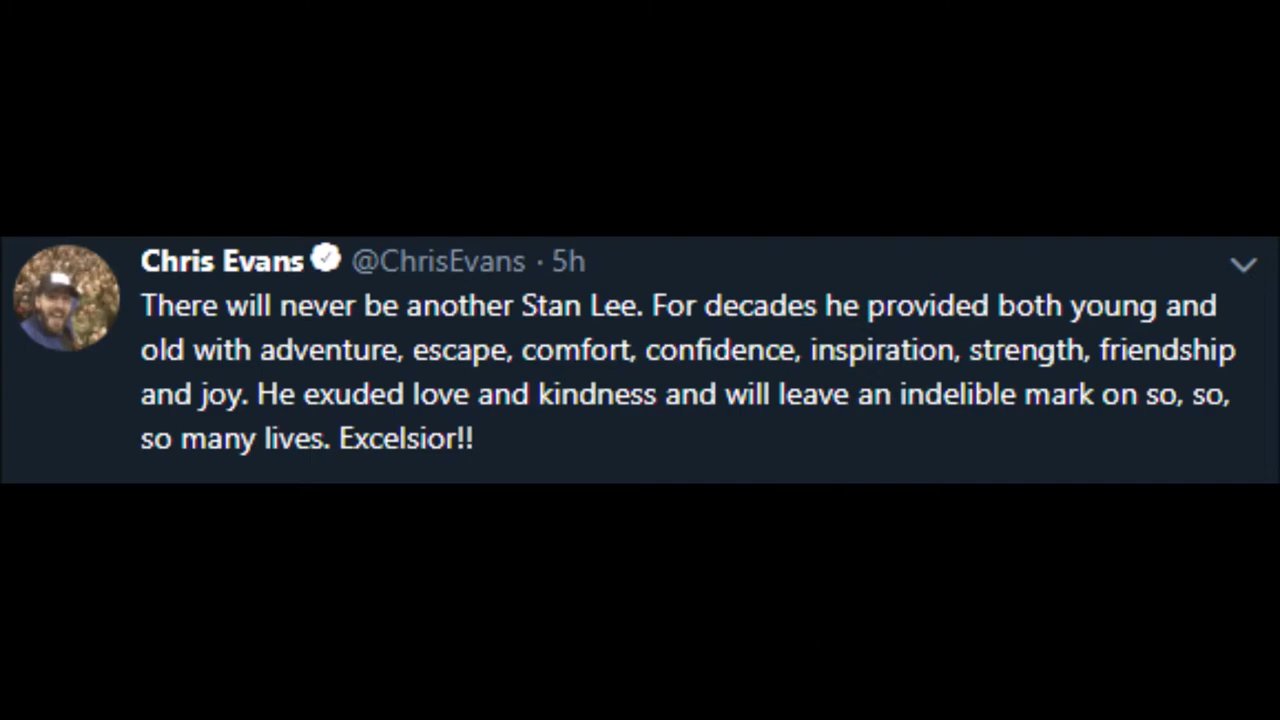 Chris Evans @ChrisEvans · 5h
There will never be another Stan Lee. For decades he provided both young and
old with adventure, escape, comfort, confidence, inspiration, strength, friendship
and joy. He exuded love and kindness and will leave an indelible mark on so, so,
so many lives. Excelsior!!